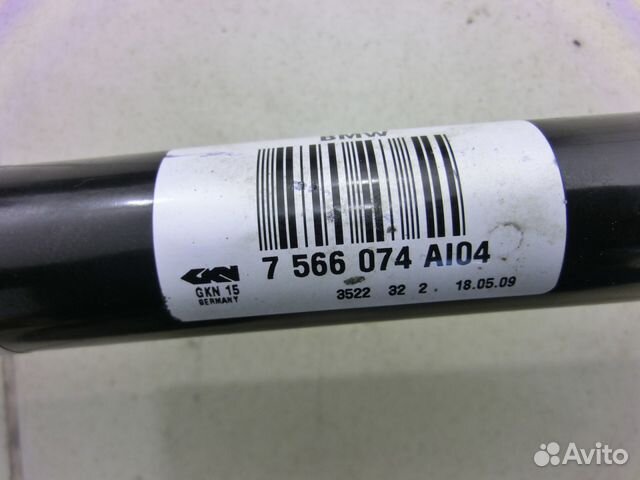 BMW
7 566 074 AI04
GKN
GKN 15
GERMANY
3522 32 2 18.05.09
Avito